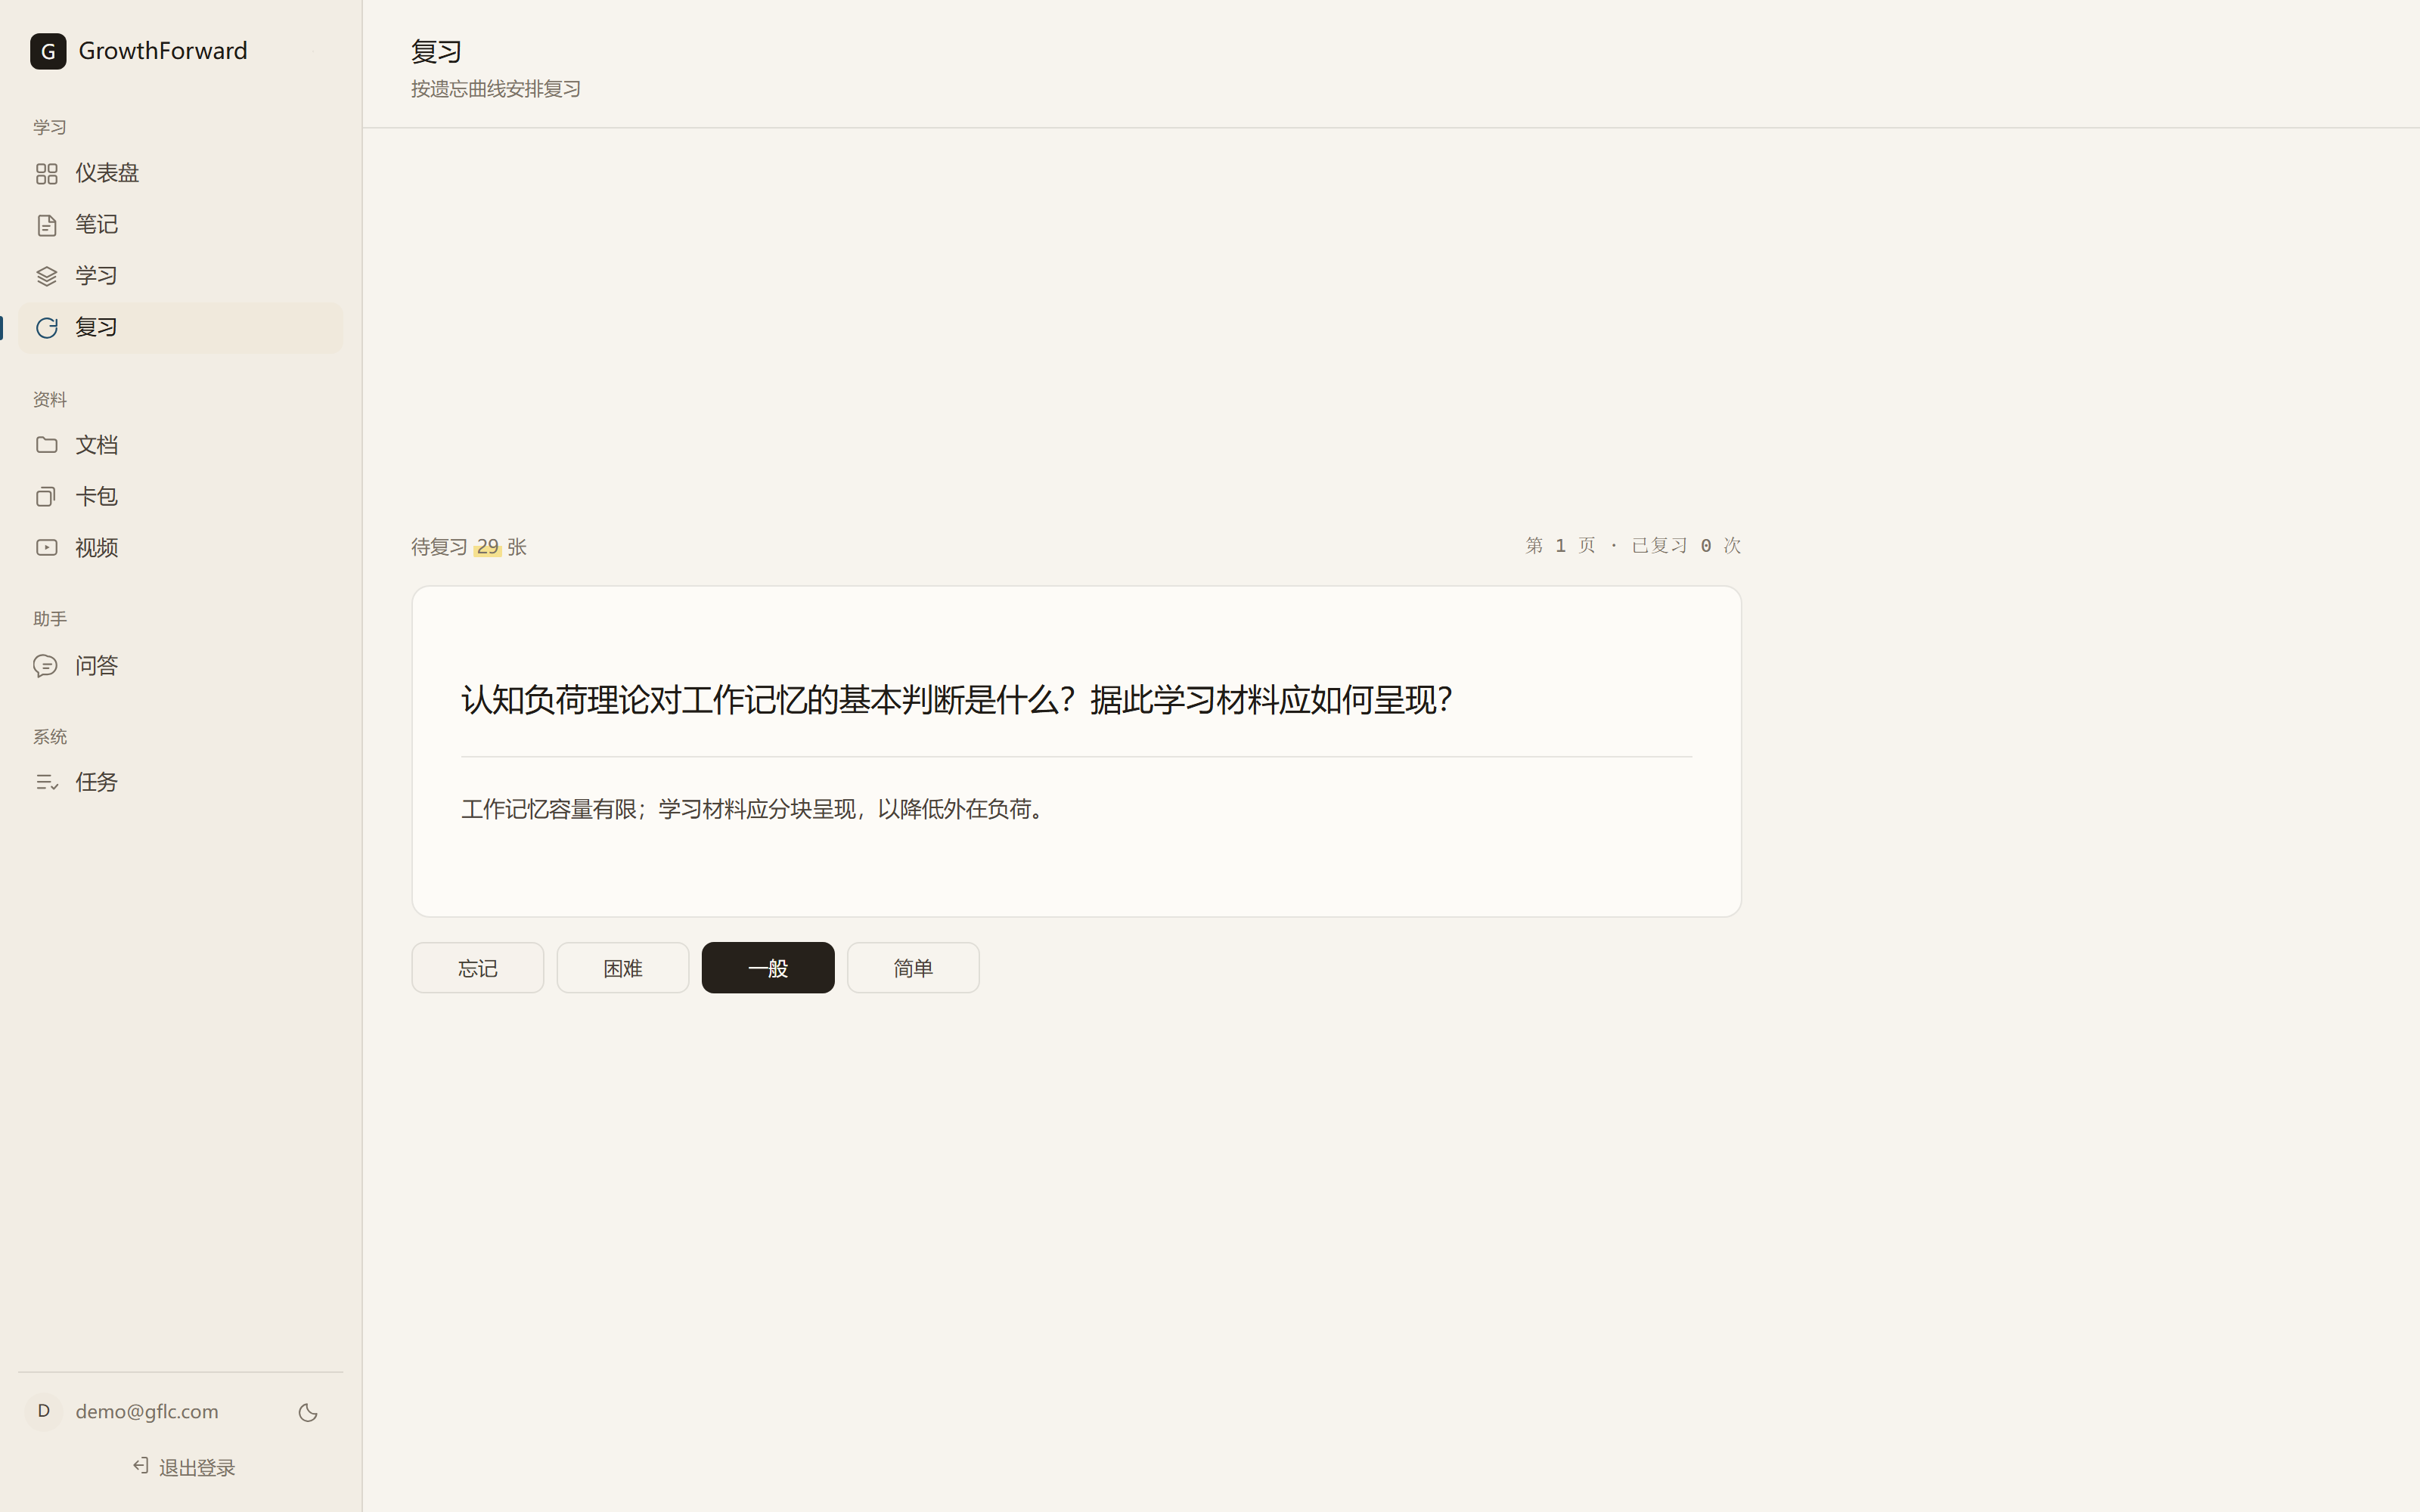 G GrowthForward
学习
仪表盘
笔记
学习
复习
资料
文档
卡包
视频
助手
问答
系统
任务
D demo@gflc.com
退出登录
复习
按遗忘曲线安排复习
待复习 29 张
第 1 页 · 已复习 0 次
认知负荷理论对工作记忆的基本判断是什么？据此学习材料应如何呈现？
工作记忆容量有限；学习材料应分块呈现，以降低外在负荷。
忘记 困难 一般 简单